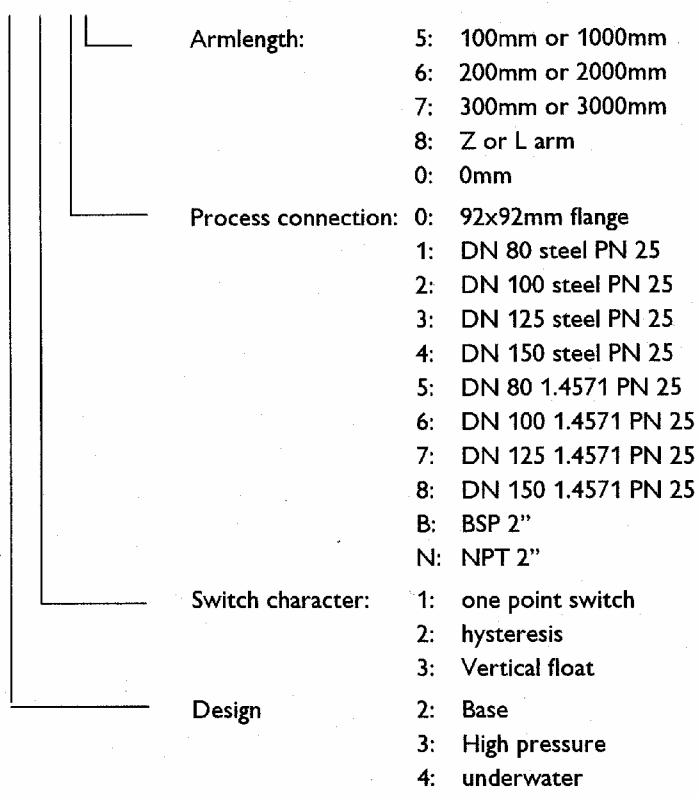 Armlength: 5: 100mm or 1000mm
6: 200mm or 2000mm
7: 300mm or 3000mm
8: Z or L arm
0: 0mm
Process connection: 0: 92x92mm flange
1: DN 80 steel PN 25
2: DN 100 steel PN 25
3: DN 125 steel PN 25
4: DN 150 steel PN 25
5: DN 80 1.4571 PN 25
6: DN 100 1.4571 PN 25
7: DN 125 1.4571 PN 25
8: DN 150 1.4571 PN 25
B: BSP 2”
N: NPT 2”
Switch character: 1: one point switch
2: hysteresis
3: Vertical float
Design 2: Base
3: High pressure
4: underwater